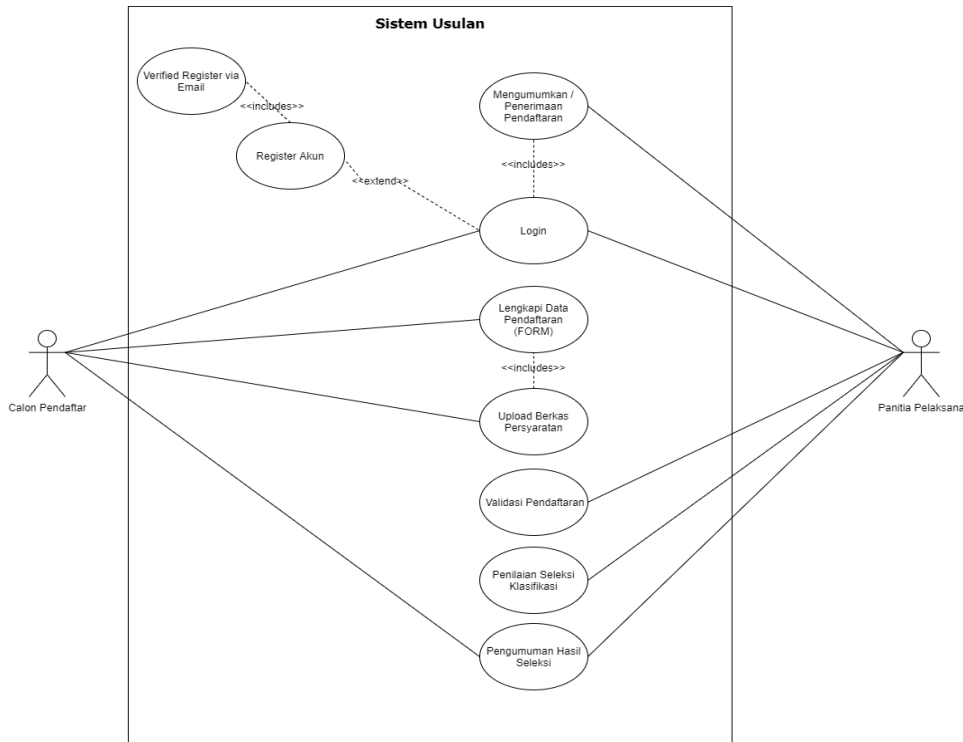 Sistem Usulan
Verified Register via
Email
<<includes>>
Register Akun
<<extend>>
Mengumumkan /
Penerimaan
Pendaftaran
<<includes>>
Login
Lengkapi Data
Pendaftaran
(FORM)
<<includes>>
Upload Berkas
Persyaratan
Validasi Pendaftaran
Penilaian Seleksi
Klasifikasi
Pengumuman Hasil
Seleksi
Calon Pendaftar
Panitia Pelaksana